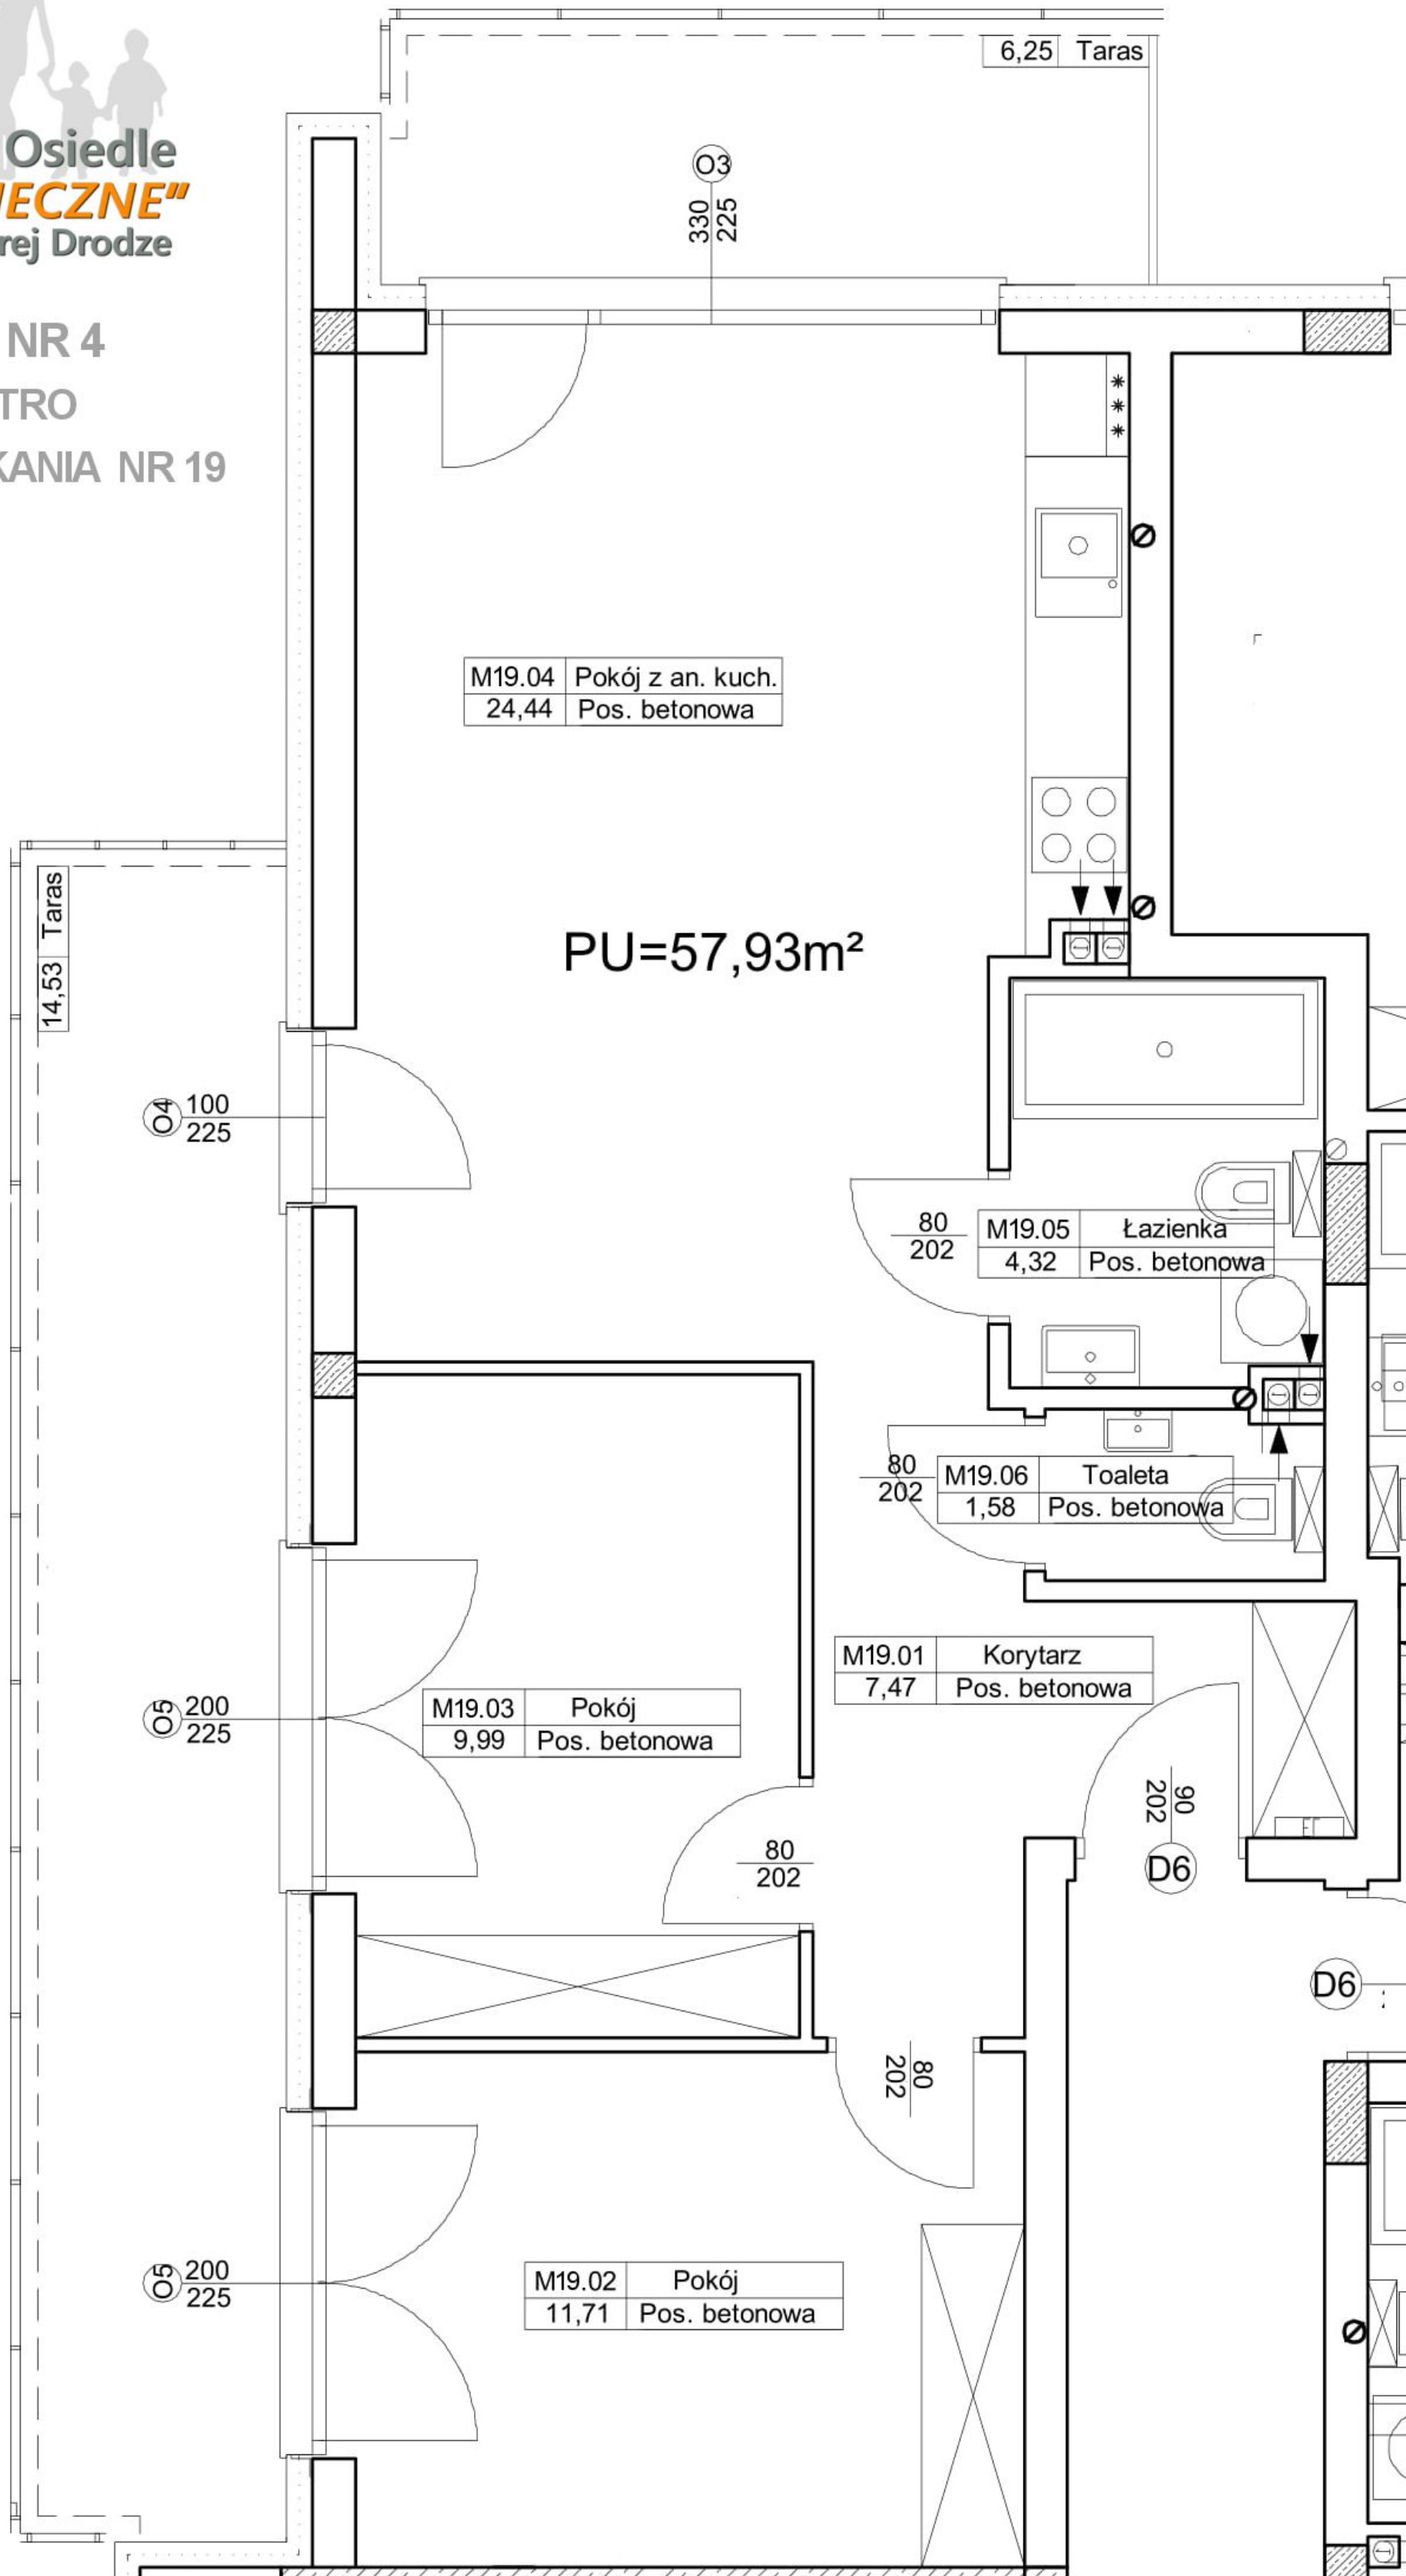 Osiedle
IECZNE"
rej Drodze
NR 4
TRO
KANIA NR 19
6,25 Taras
O3
330
225
M19.04 Pokój z an. kuch.
24,44 Pos. betonowa
14,53 Taras
PU=57,93m²
O4 100
225
80
202
M19.05 Łazienka
4,32 Pos. betonowa
80
202
M19.06 Toaleta
1,58 Pos. betonowa
M19.01 Korytarz
7,47 Pos. betonowa
O5 200
225
M19.03 Pokój
9,99 Pos. betonowa
90
202
D6
80
202
D6
80
202
O5 200
225
M19.02 Pokój
11,71 Pos. betonowa